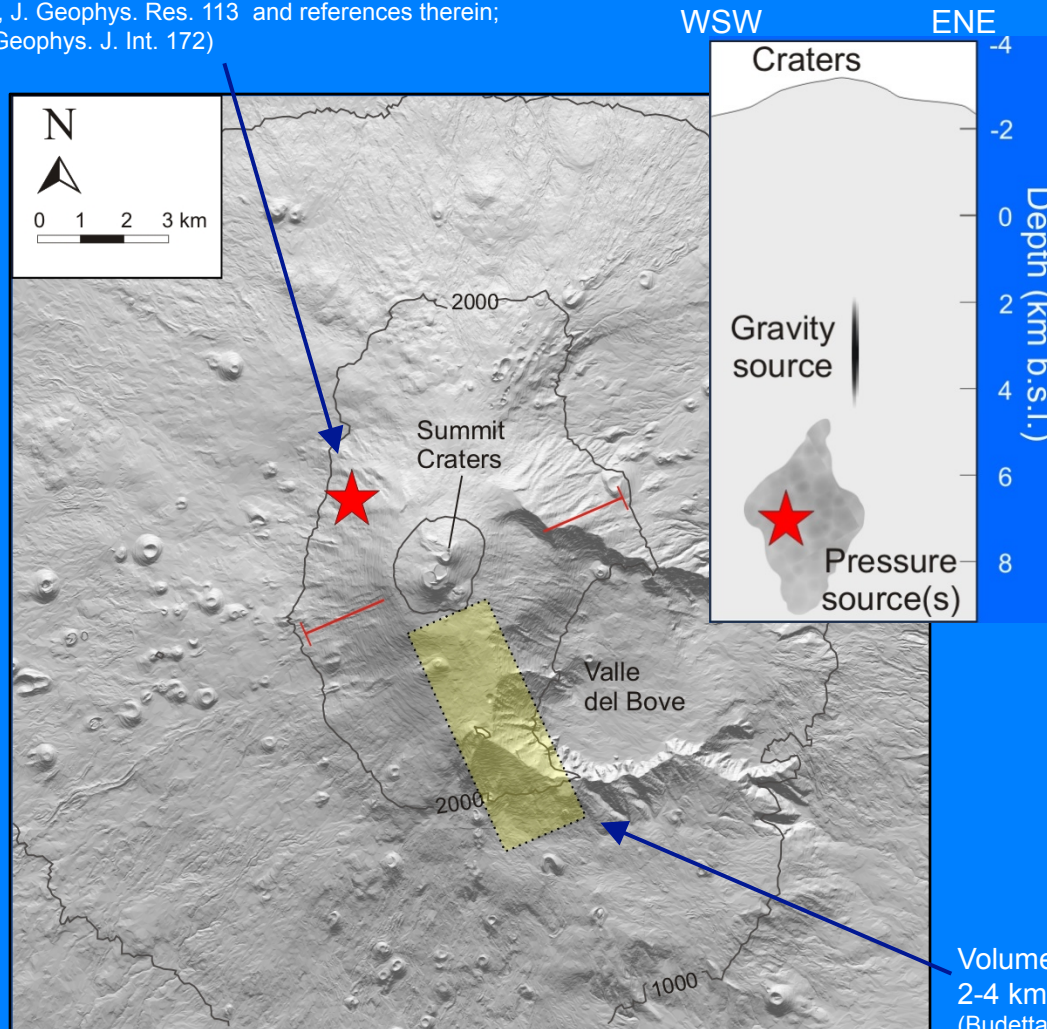 , J. Geophys. Res. 113 and references therein;
Geophys. J. Int. 172)
WSW ENE
N
0 1 2 3 km
2000
Summit
Craters
Valle
del Bove
2000
1000
Craters
Gravity
source
Pressure
source(s)
-4
-2
0
2
4
6
8
Depth (km b.s.l.)
Volume
2-4 km
(Budetta